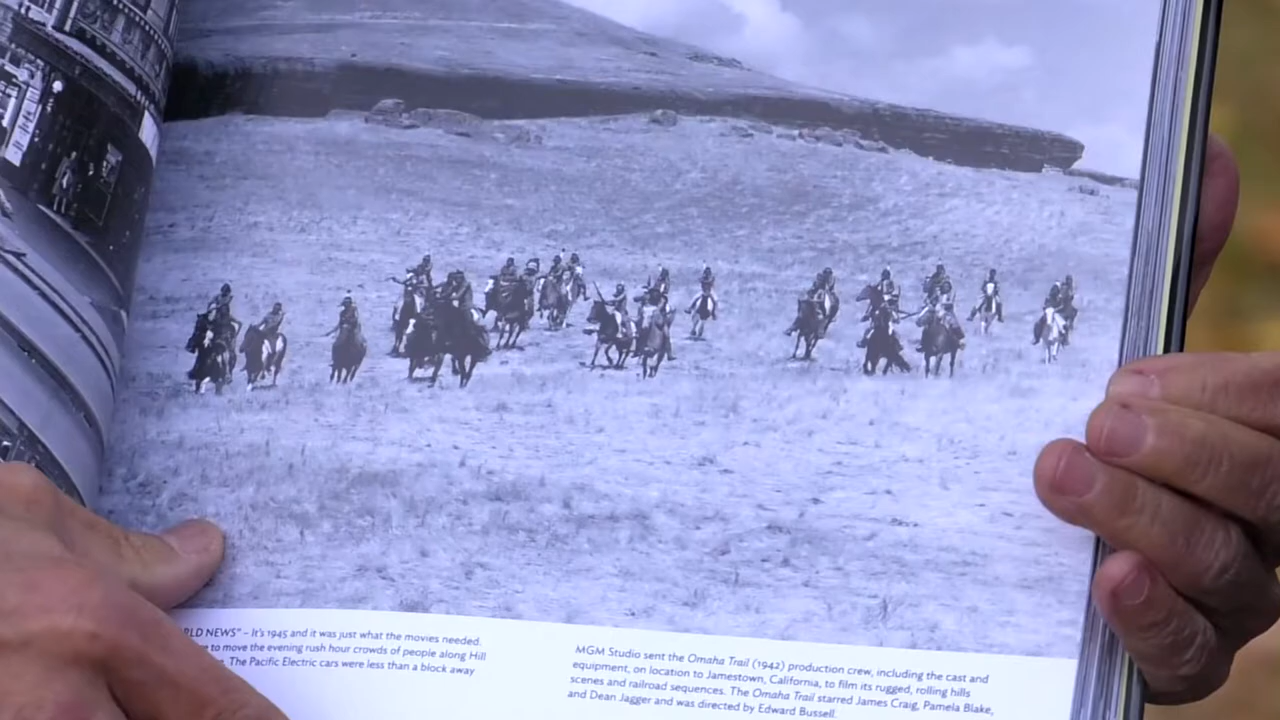 RLD NEWS" – It's 1945 and it was just what the movies needed.
to move the evening rush hour crowds of people along Hill
The Pacific Electric cars were less than a block away
MGM Studio sent the Omaha Trail (1942) production crew, including the cast and
equipment, on location to Jamestown, California, to film its rugged, rolling hills
scenes and railroad sequences. The Omaha Trail starred James Craig, Pamela Blake,
and Dean Jagger and was directed by Edward Bussell.